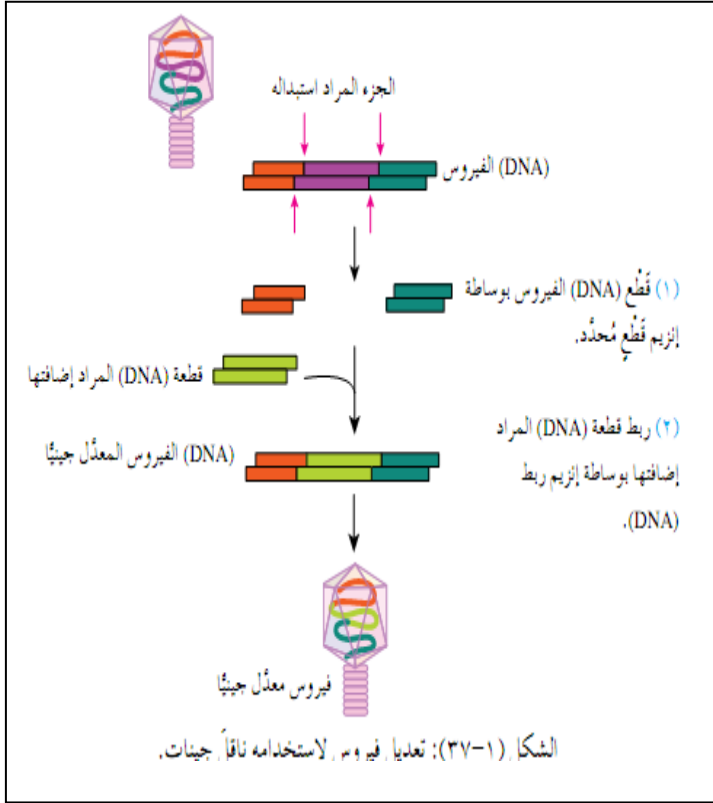 الجزء المراد استبداله
(DNA) الفيروس
(١) قَطْع (DNA) الفيروس بوساطة
إنزيم قَطْعٍ مُحدَّد.
قطعة (DNA) المراد إضافتها
(٢) ربط قطعة (DNA) المراد
إضافتها بوساطة إنزيم ربط
(DNA).
(DNA) الفيروس المعدَّل جينيًّا
فيروس معدَّل جينيًّا
الشكل (١-٣٧): تعديل فيروس لاستخدامه ناقلَ جينات.